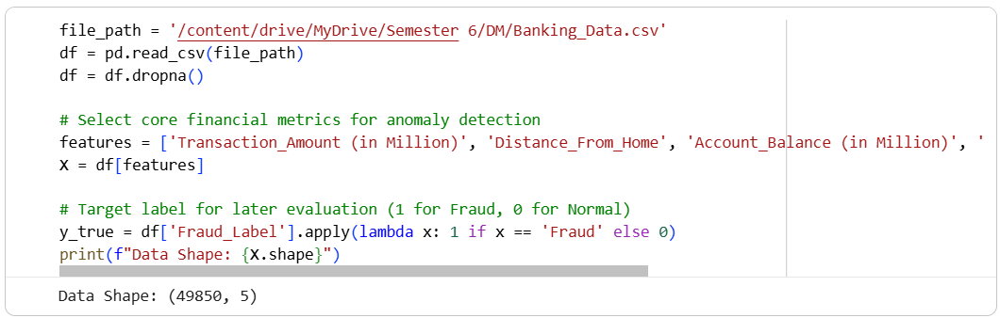 file_path = '/content/drive/MyDrive/Semester 6/DM/Banking_Data.csv'
df = pd.read_csv(file_path)
df = df.dropna()
# Select core financial metrics for anomaly detection
features = ['Transaction_Amount (in Million)', 'Distance_From_Home', 'Account_Balance (in Million)', '
X = df[features]
# Target label for later evaluation (1 for Fraud, 0 for Normal)
y_true = df['Fraud_Label'].apply(lambda x: 1 if x == 'Fraud' else 0)
print(f"Data Shape: {X.shape}")
Data Shape: (49850, 5)